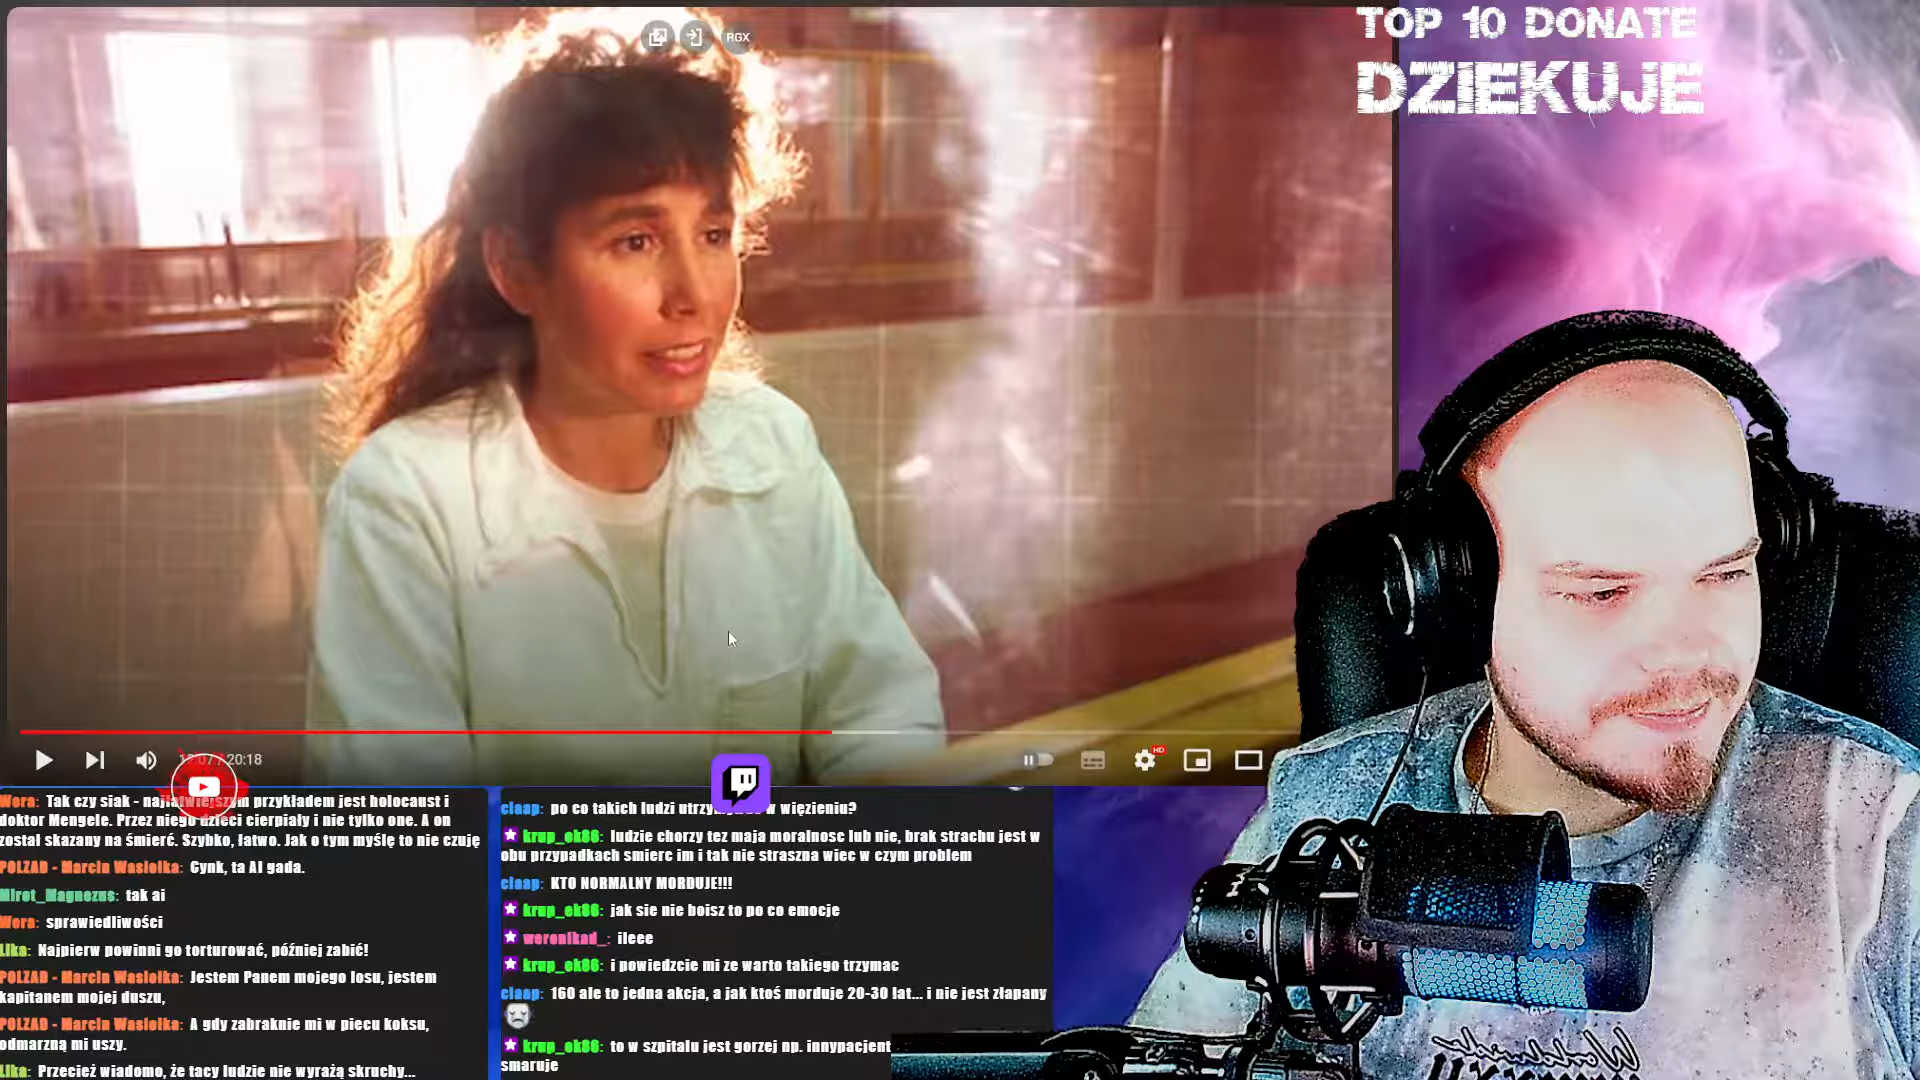 RGX
TOP 10 DONATE
DZIEKUJE
HD
/ 20:18
Wera: Tak czy siak - najłatwiejszym przykładem jest holocaust i
doktor Mengele. Przez niego dzieci cierpiały i nie tylko one. A on
został skazany na śmierć. Szybko, łatwo. Jak o tym myślę to nie czuję
POLZAD - Marcin Wasiolka: Cynk, ta AI gada.
Mirot_Magnezus: tak ai
Wera: sprawiedliwości
Lika: Najpierw powinni go torturować, później zabić!
POLZAD - Marcin Wasiolka: Jestem Panem mojego losu, jestem
kapitanem mojej duszu,
POLZAD - Marcin Wasiolka: A gdy zabraknie mi w piecu koksu,
odmarzną mi uszy.
Lika: Przecież wiadomo, że tacy ludzie nie wyrażą skruchy...
claap: po co takich ludzi w więzieniu?
krup_ek86: ludzie chorzy tez maja moralnosc lub nie, brak strachu jest w
obu przypadkach smierc im i tak nie straszna wiec w czym problem
claap: KTO NORMALNY MORDUJE!!!
krup_ek86: jak sie nie boisz to po co emocje
weronikad_: ileee
krup_ek86: i powiedzcie mi ze warto takiego trzymac
claap: 160 ale to jedna akcja, a jak ktoś morduje 20-30 lat... i nie jest złapany
krup_ek86: to w szpitalu jest gorzej np. innypacjent
smaruje